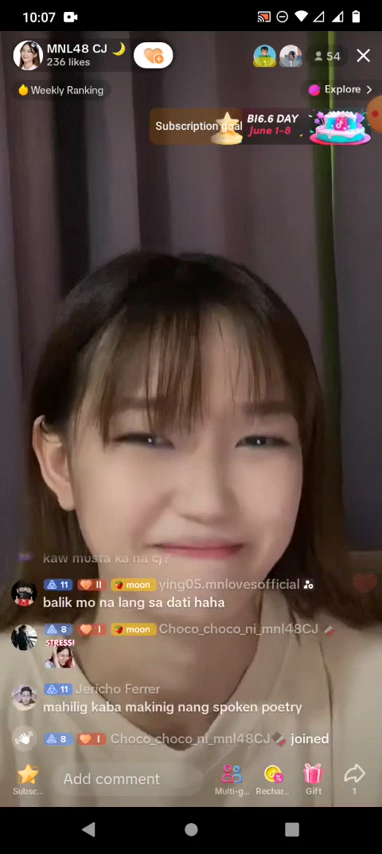 10:07
MNL48 CJ 🌙
236 likes
54
Weekly Ranking
Explore >
Subscription goal
BI6.6 DAY
June 1-8
kaw musta ka na cj?
11 II moon ying05.mnlovesofficial
balik mo na lang sa dati haha
8 I moon Choco_choco_ni_mnl48CJ
STRESS!
11 Jericho Ferrer
mahilig kaba makinig nang spoken poetry
8 I Choco_choco_ni_mnl48CJ joined
Add comment
Subsc... Multi-g... Rechar... Gift 1